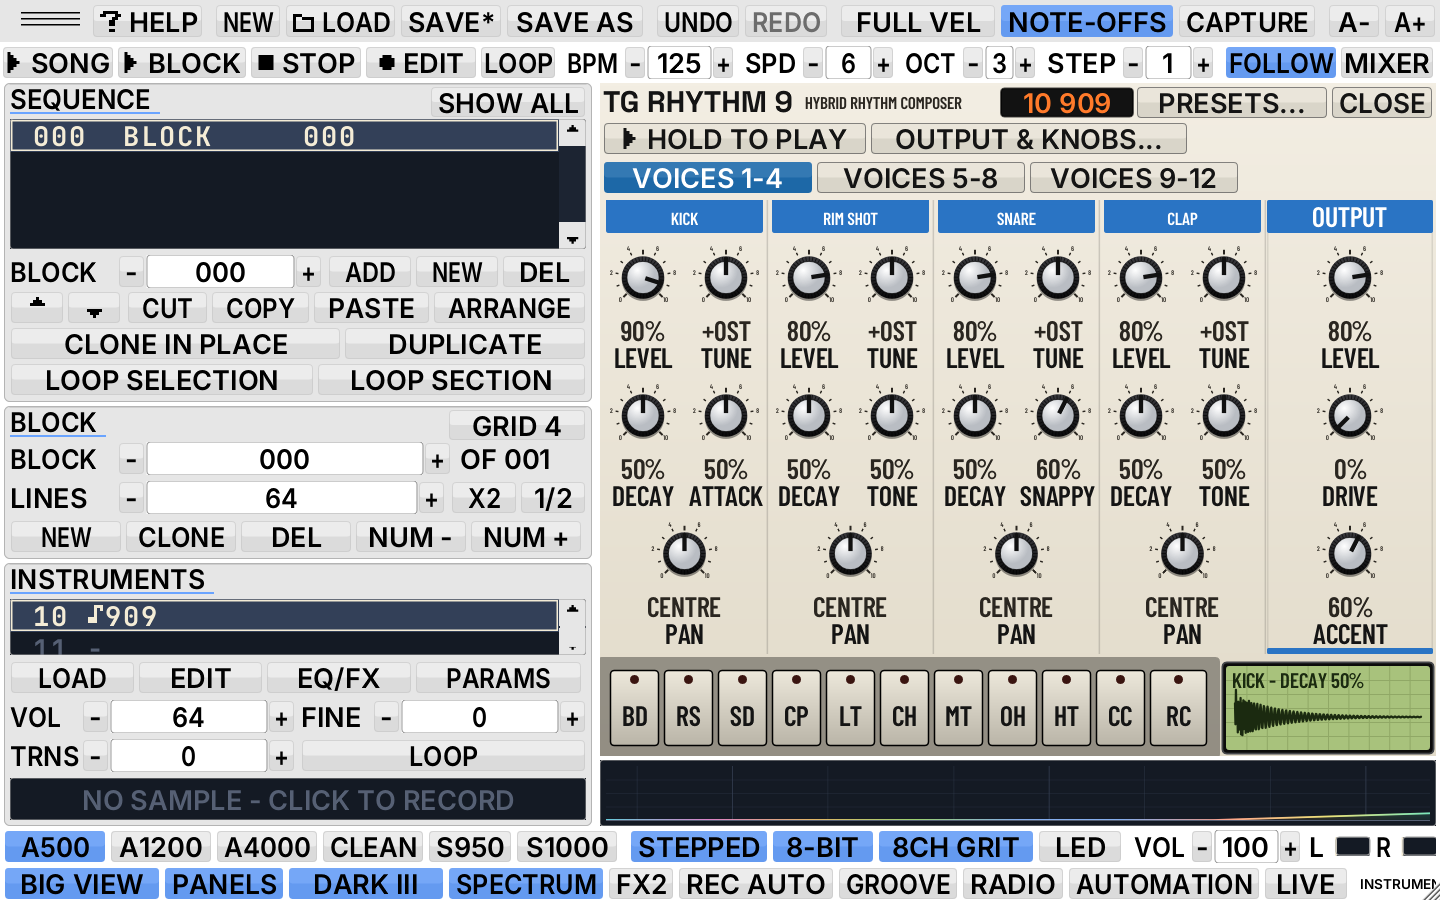 HELP NEW LOAD SAVE* SAVE AS UNDO REDO FULL VEL NOTE-OFFS CAPTURE A- A+
SONG BLOCK STOP EDIT LOOP BPM - 125 + SPD - 6 + OCT - 3 + STEP - 1 + FOLLOW MIXER
SEQUENCE SHOW ALL
000 BLOCK 000
BLOCK - 000 + ADD NEW DEL
CUT COPY PASTE ARRANGE
CLONE IN PLACE DUPLICATE
LOOP SELECTION LOOP SECTION
BLOCK GRID 4
BLOCK - 000 + OF 001
LINES - 64 + X2 1/2
NEW CLONE DEL NUM - NUM +
INSTRUMENTS
10 909
11 -
LOAD EDIT EQ/FX PARAMS
VOL - 64 + FINE - 0 +
TRNS - 0 + LOOP
NO SAMPLE - CLICK TO RECORD
TG RHYTHM 9 HYBRID RHYTHM COMPOSER 10 909 PRESETS... CLOSE
HOLD TO PLAY OUTPUT & KNOBS...
VOICES 1-4 VOICES 5-8 VOICES 9-12
KICK RIM SHOT SNARE CLAP OUTPUT
90% +0ST 80% +0ST 80% +0ST 80% +0ST 80%
LEVEL TUNE LEVEL TUNE LEVEL TUNE LEVEL TUNE LEVEL
50% 50% 50% 50% 50% 60% 50% 50% 0%
DECAY ATTACK DECAY TONE DECAY SNAPPY DECAY TONE DRIVE
CENTRE CENTRE CENTRE CENTRE 60%
PAN PAN PAN PAN ACCENT
BD RS SD CP LT CH MT OH HT CC RC
KICK - DECAY 50%
A500 A1200 A4000 CLEAN S950 S1000 STEPPED 8-BIT 8CH GRIT LED VOL - 100 + L R
BIG VIEW PANELS DARK III SPECTRUM FX2 REC AUTO GROOVE RADIO AUTOMATION LIVE